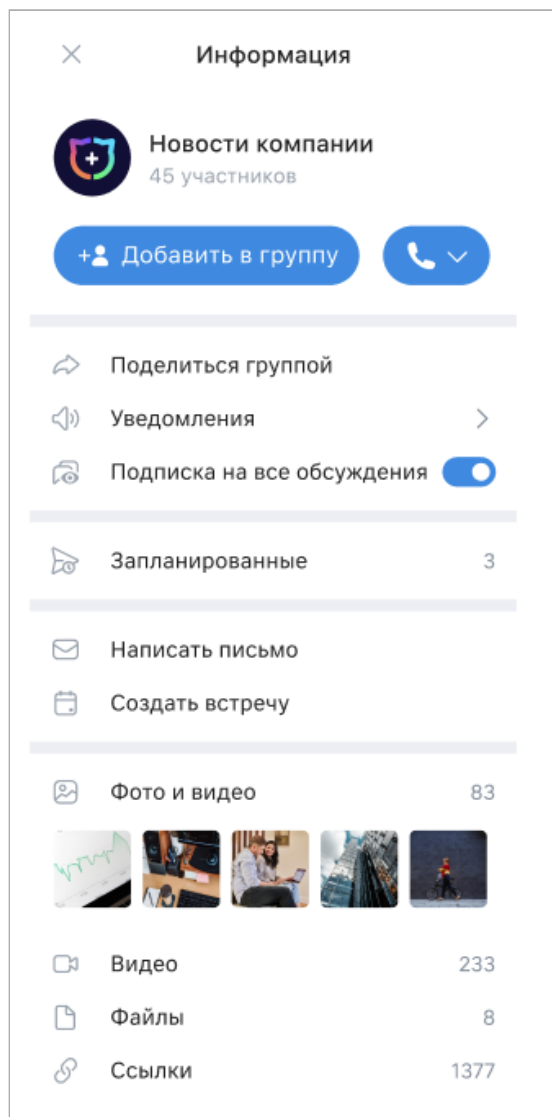 Информация
Новости компании
45 участников
Добавить в группу
Поделиться группой
Уведомления
Подписка на все обсуждения
Запланированные 3
Написать письмо
Создать встречу
Фото и видео 83
Видео 233
Файлы 8
Ссылки 1377